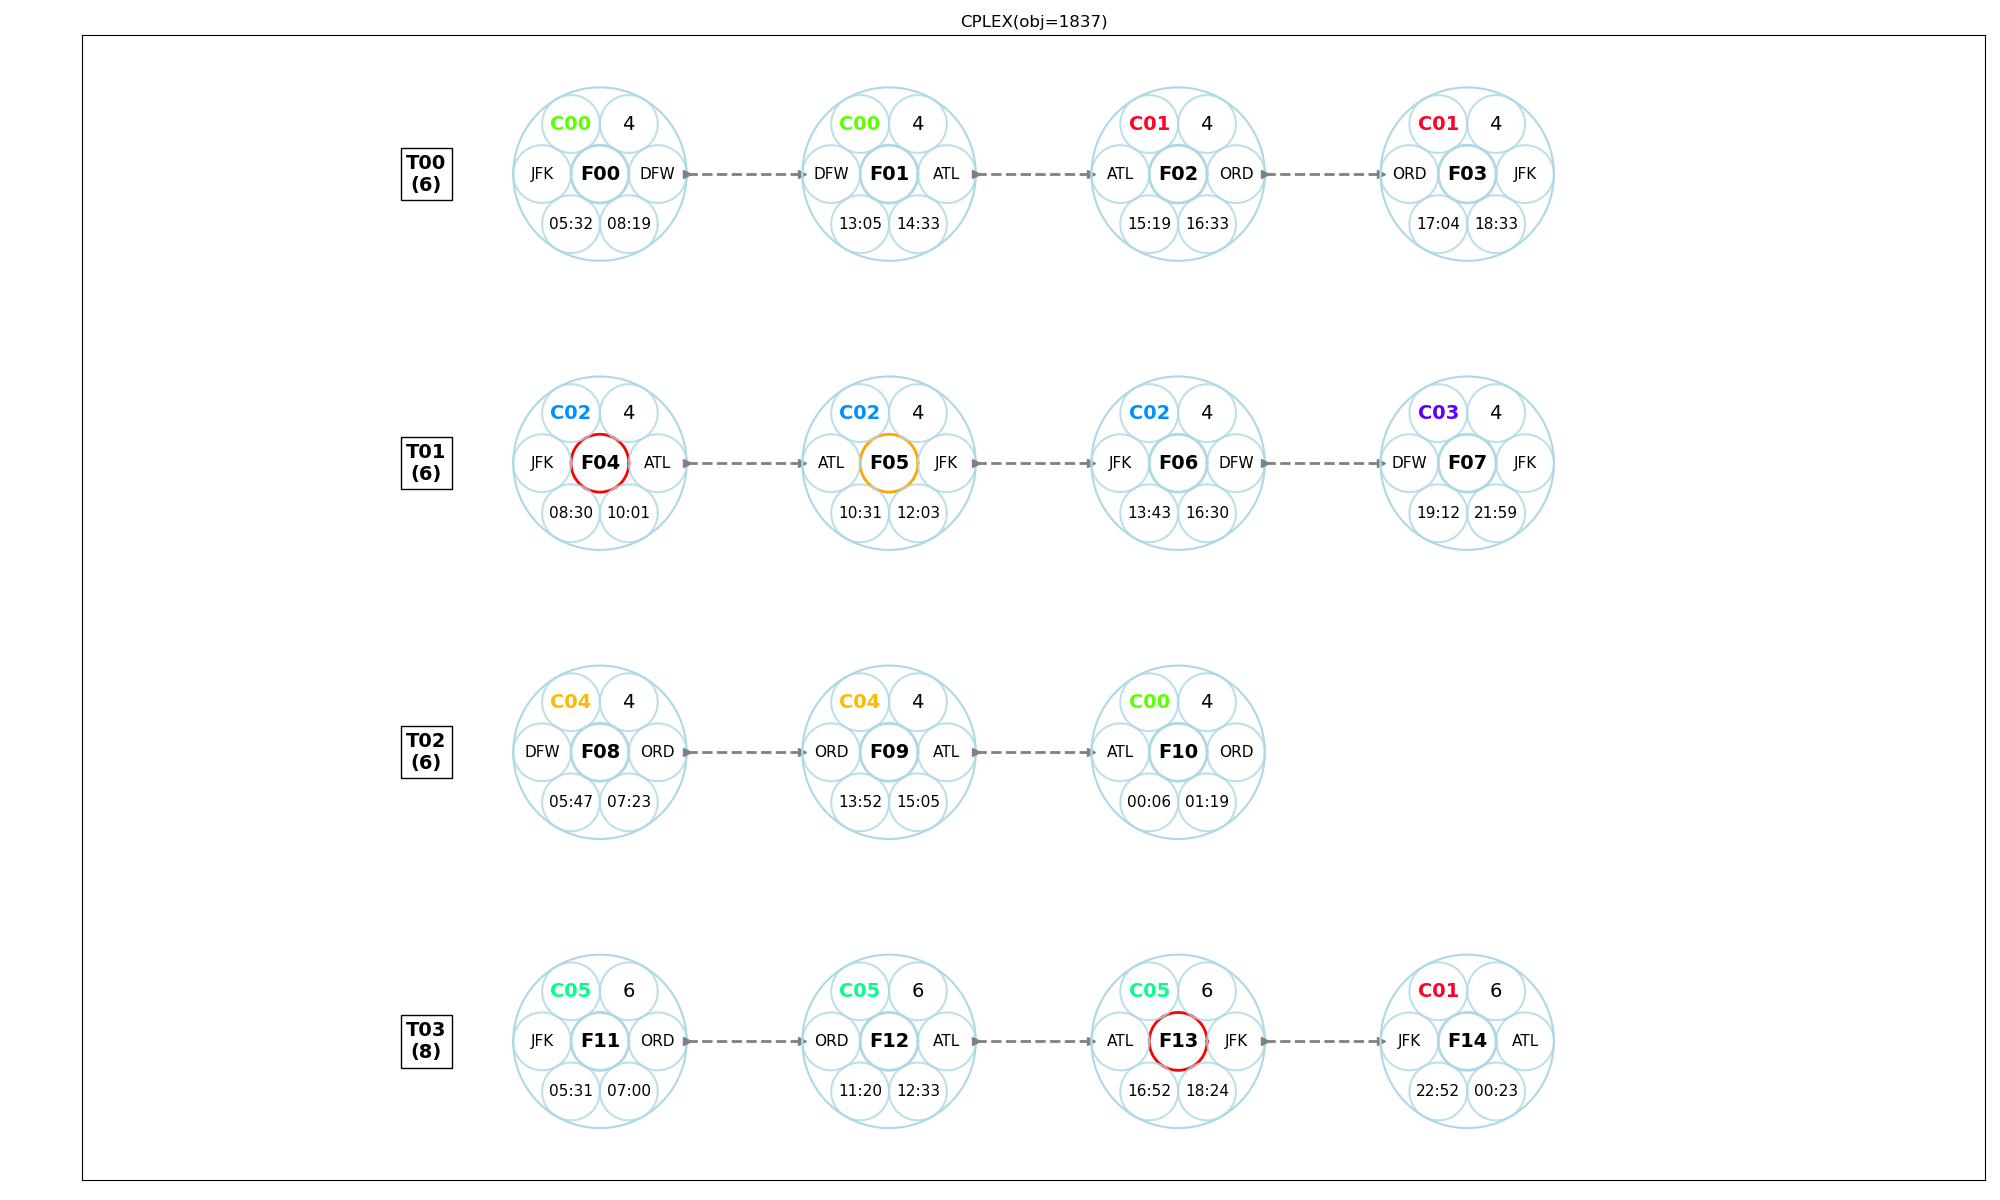 CPLEX(obj=1837)
T00
(6)
C00 4
JFK F00 DFW
05:32 08:19
C00 4
DFW F01 ATL
13:05 14:33
C01 4
ATL F02 ORD
15:19 16:33
C01 4
ORD F03 JFK
17:04 18:33
T01
(6)
C02 4
JFK F04 ATL
08:30 10:01
C02 4
ATL F05 JFK
10:31 12:03
C02 4
JFK F06 DFW
13:43 16:30
C03 4
DFW F07 JFK
19:12 21:59
T02
(6)
C04 4
DFW F08 ORD
05:47 07:23
C04 4
ORD F09 ATL
13:52 15:05
C00 4
ATL F10 ORD
00:06 01:19
T03
(8)
C05 6
JFK F11 ORD
05:31 07:00
C05 6
ORD F12 ATL
11:20 12:33
C05 6
ATL F13 JFK
16:52 18:24
C01 6
JFK F14 ATL
22:52 00:23